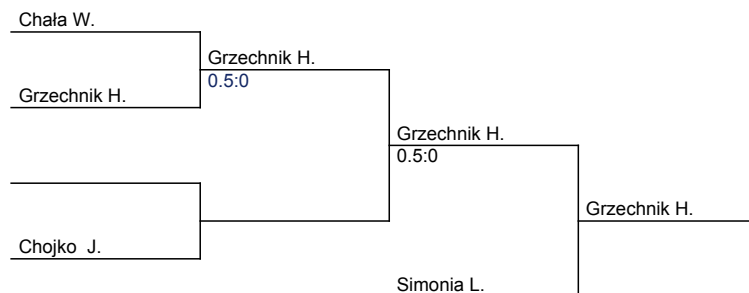 Chała W.
Grzechnik H.
0.5:0
Grzechnik H.
Grzechnik H.
0.5:0
Grzechnik H.
Chojko  J.
Simonia L.